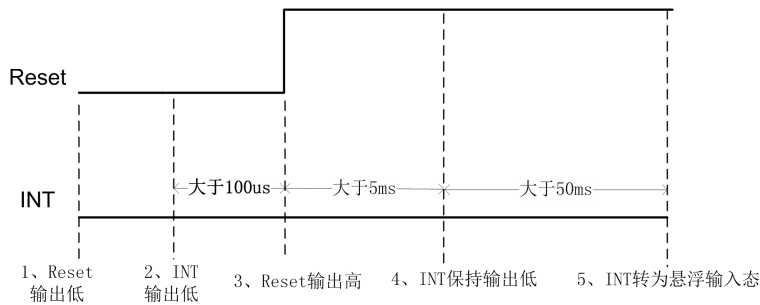 Reset
大于100us
大于5ms
大于50ms
INT
1、Reset
输出低
2、INT
输出低
3、Reset输出高
4、INT保持输出低
5、INT转为悬浮输入态